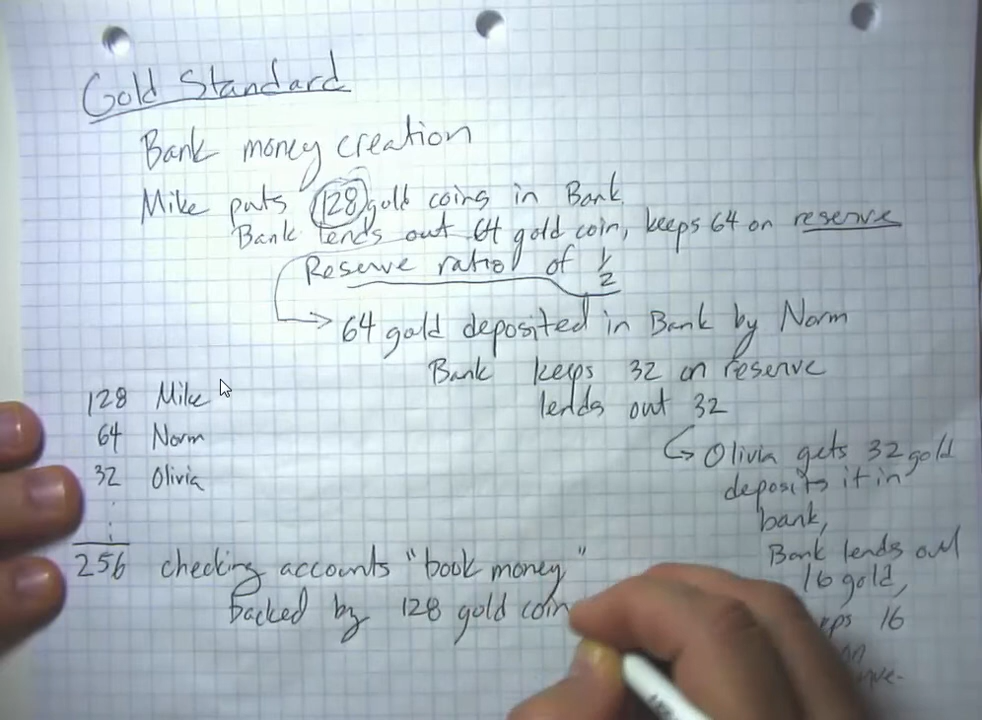 Gold Standard
Bank money creation
Mike puts 128 gold coins in Bank
Bank lends out 64 gold coin, keeps 64 on reserve
Reserve ratio of 1/2
64 gold deposited in Bank by Norm
Bank keeps 32 on reserve
lends out 32
128 Mike
64 Norm
32 Olivia
:
256 checking accounts "book money"
backed by 128 gold coin
Olivia gets 32 gold
deposits it in
bank,
Bank lends out
16 gold,
16